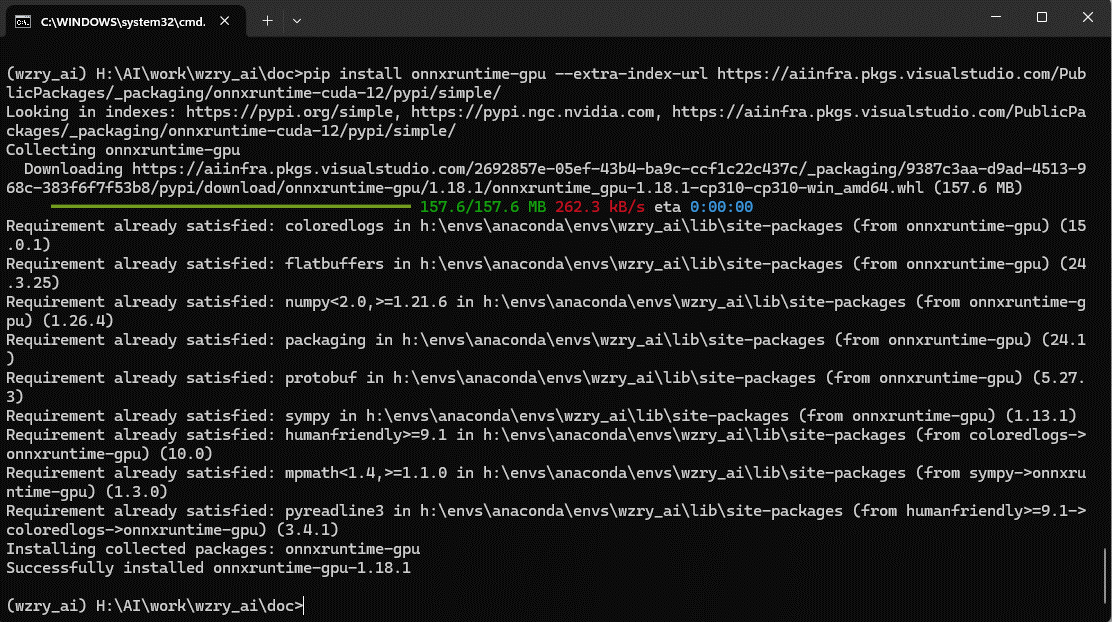 C:\WINDOWS\system32\cmd.
(wzry_ai) H:\AI\work\wzry_ai\doc>pip install onnxruntime-gpu --extra-index-url https://aiinfra.pkgs.visualstudio.com/Pub
licPackages/_packaging/onnxruntime-cuda-12/pypi/simple/
Looking in indexes: https://pypi.org/simple, https://pypi.ngc.nvidia.com, https://aiinfra.pkgs.visualstudio.com/PublicPa
ckages/_packaging/onnxruntime-cuda-12/pypi/simple/
Collecting onnxruntime-gpu
  Downloading https://aiinfra.pkgs.visualstudio.com/2692857e-05ef-43b4-ba9c-ccf1c22c437c/_packaging/9387c3aa-d9ad-4513-9
68c-383f6f7f53b8/pypi/download/onnxruntime-gpu/1.18.1/onnxruntime_gpu-1.18.1-cp310-cp310-win_amd64.whl (157.6 MB)
157.6/157.6 MB 262.3 kB/s eta 0:00:00
Requirement already satisfied: coloredlogs in h:\envs\anaconda\envs\wzry_ai\lib\site-packages (from onnxruntime-gpu) (15
.0.1)
Requirement already satisfied: flatbuffers in h:\envs\anaconda\envs\wzry_ai\lib\site-packages (from onnxruntime-gpu) (24
.3.25)
Requirement already satisfied: numpy<2.0,>=1.21.6 in h:\envs\anaconda\envs\wzry_ai\lib\site-packages (from onnxruntime-g
pu) (1.26.4)
Requirement already satisfied: packaging in h:\envs\anaconda\envs\wzry_ai\lib\site-packages (from onnxruntime-gpu) (24.1
)
Requirement already satisfied: protobuf in h:\envs\anaconda\envs\wzry_ai\lib\site-packages (from onnxruntime-gpu) (5.27.
3)
Requirement already satisfied: sympy in h:\envs\anaconda\envs\wzry_ai\lib\site-packages (from onnxruntime-gpu) (1.13.1)
Requirement already satisfied: humanfriendly>=9.1 in h:\envs\anaconda\envs\wzry_ai\lib\site-packages (from coloredlogs->
onnxruntime-gpu) (10.0)
Requirement already satisfied: mpmath<1.4,>=1.1.0 in h:\envs\anaconda\envs\wzry_ai\lib\site-packages (from sympy->onnxru
ntime-gpu) (1.3.0)
Requirement already satisfied: pyreadline3 in h:\envs\anaconda\envs\wzry_ai\lib\site-packages (from humanfriendly>=9.1->
coloredlogs->onnxruntime-gpu) (3.4.1)
Installing collected packages: onnxruntime-gpu
Successfully installed onnxruntime-gpu-1.18.1
(wzry_ai) H:\AI\work\wzry_ai\doc>